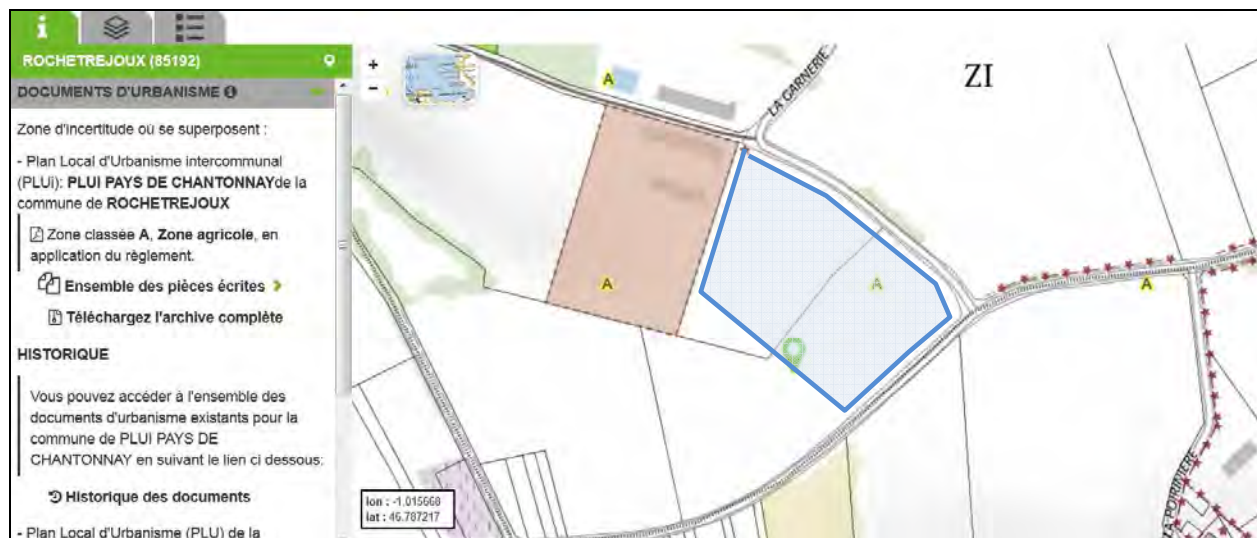 ROCHETREJOUX (85192)
DOCUMENTS D'URBANISME
Zone d'incertitude où se superposent :
- Plan Local d'Urbanisme intercommunal
(PLUi): PLUI PAYS DE CHANTONNAYde la
commune de ROCHETREJOUX
Zone classée A, Zone agricole, en
application du règlement.
Ensemble des pièces écrites >
Téléchargez l'archive complète
HISTORIQUE
Vous pouvez accéder à l'ensemble des
documents d'urbanisme existants pour la
commune de PLUI PAYS DE
CHANTONNAY en suivant le lien ci dessous:
Historique des documents
- Plan Local d'Urbanisme (PLU) de la
+
-
A
LA GARNERIE
ZI
A
A
A
LA POIRINIÈRE
lon : -1.015668
lat : 46.787217